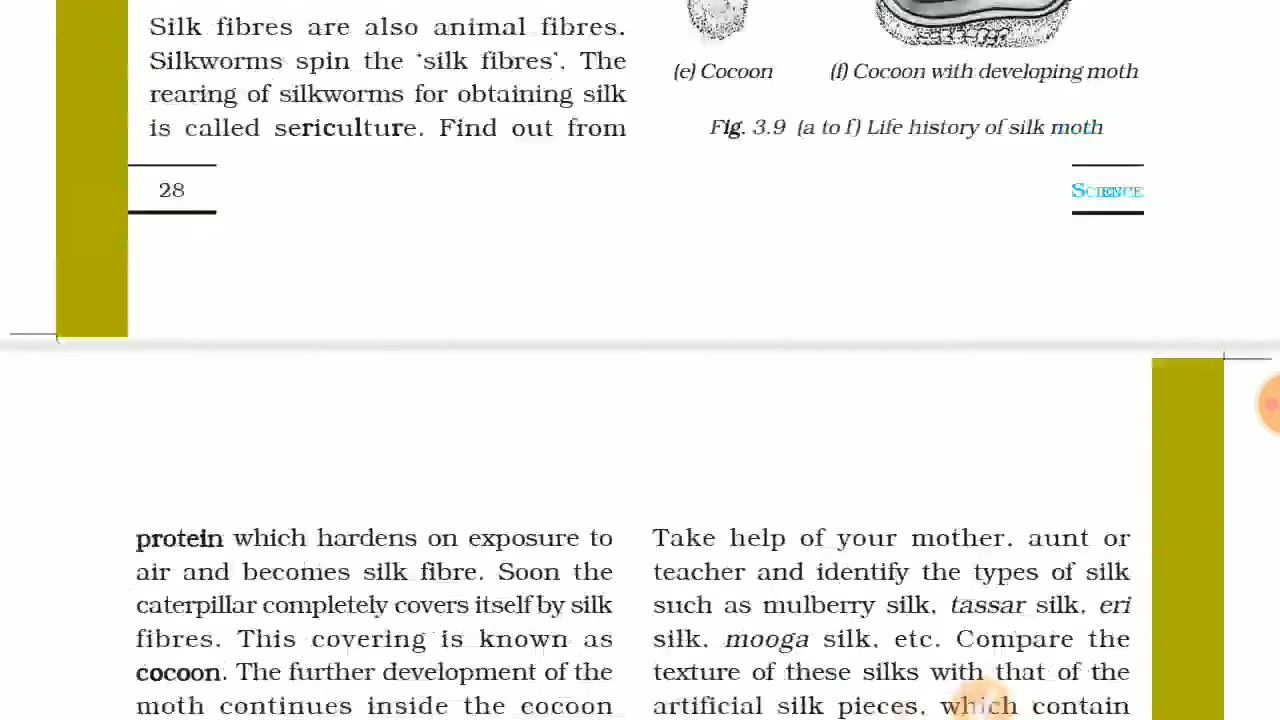 Silk fibres are also animal fibres.
Silkworms spin the ‘silk fibres’. The
rearing of silkworms for obtaining silk
is called sericulture. Find out from
(e) Cocoon
(f) Cocoon with developing moth
Fig. 3.9 (a to f) Life history of silk moth
28
SCIENCE
protein which hardens on exposure to
air and becomes silk fibre. Soon the
caterpillar completely covers itself by silk
fibres. This covering is known as
cocoon. The further development of the
moth continues inside the cocoon
Take help of your mother, aunt or
teacher and identify the types of silk
such as mulberry silk, tassar silk, eri
silk, mooga silk, etc. Compare the
texture of these silks with that of the
artificial silk pieces, which contain